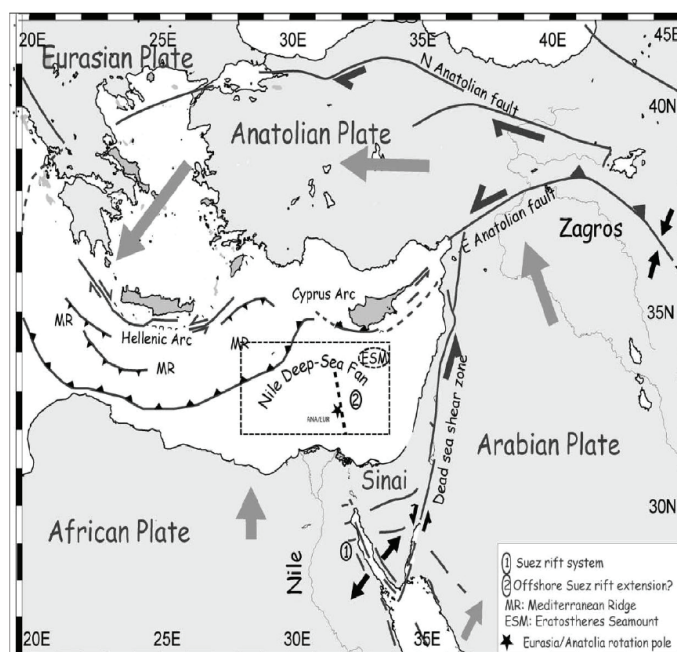 20E 25E 30E 35E 40E 45E
Eurasian Plate
N Anatolian fault
40N
Anatolian Plate
E Anatolian fault
Zagros
35N
Cyprus Arc
MR
Hellenic Arc
MR
MR
ESM
Nile Deep-Sea Fan
2
ANA/EUR
Dead sea shear zone
Arabian Plate
Sinai
30N
African Plate
Nile
1
1 Suez rift system
2 Offshore Suez rift extension?
MR: Mediterranean Ridge
ESM: Eratostheres Seamount
Eurasia/Anatolia rotation pole
20E 25E 30E 35E